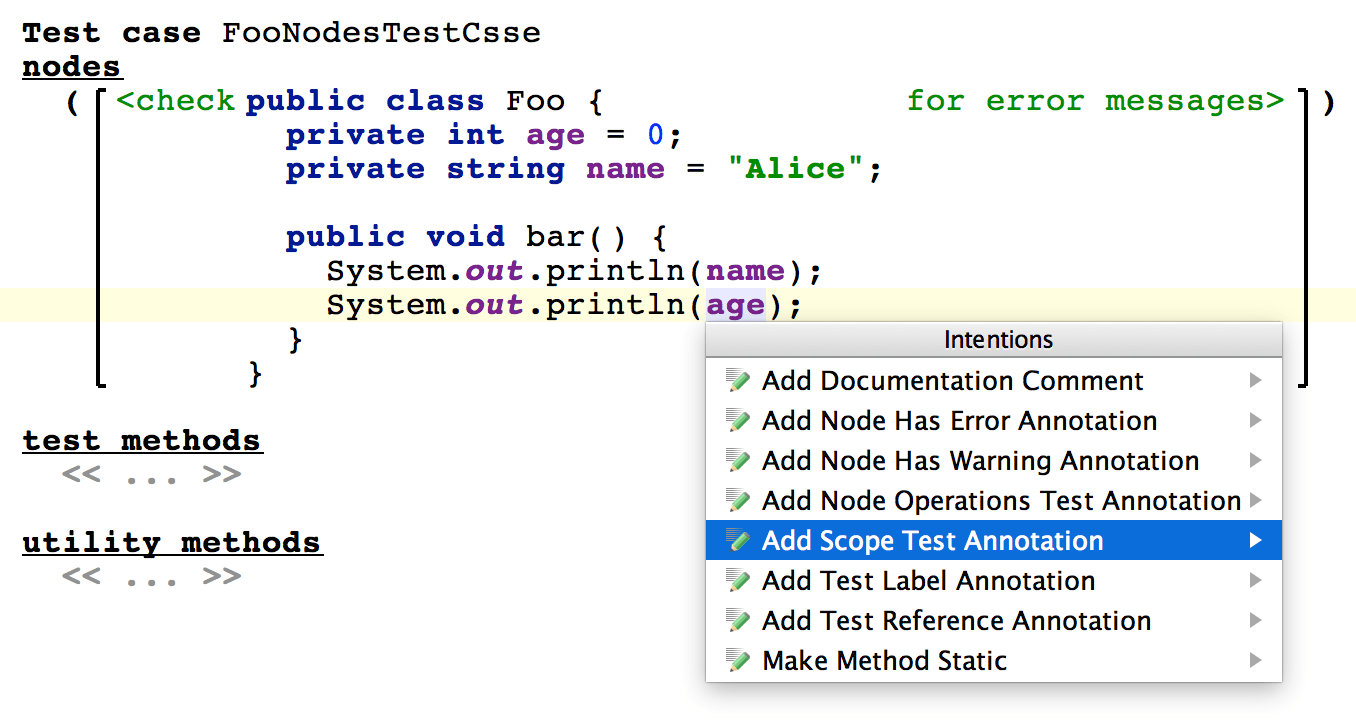 Test case FooNodesTestCsse
nodes
( <check public class Foo { for error messages> )
private int age = 0;
private string name = "Alice";
public void bar() {
System.out.println(name);
System.out.println(age);
}
}
Intentions
Add Documentation Comment
Add Node Has Error Annotation
Add Node Has Warning Annotation
Add Node Operations Test Annotation
Add Scope Test Annotation
Add Test Label Annotation
Add Test Reference Annotation
Make Method Static
test methods
<< ... >>
utility methods
<< ... >>